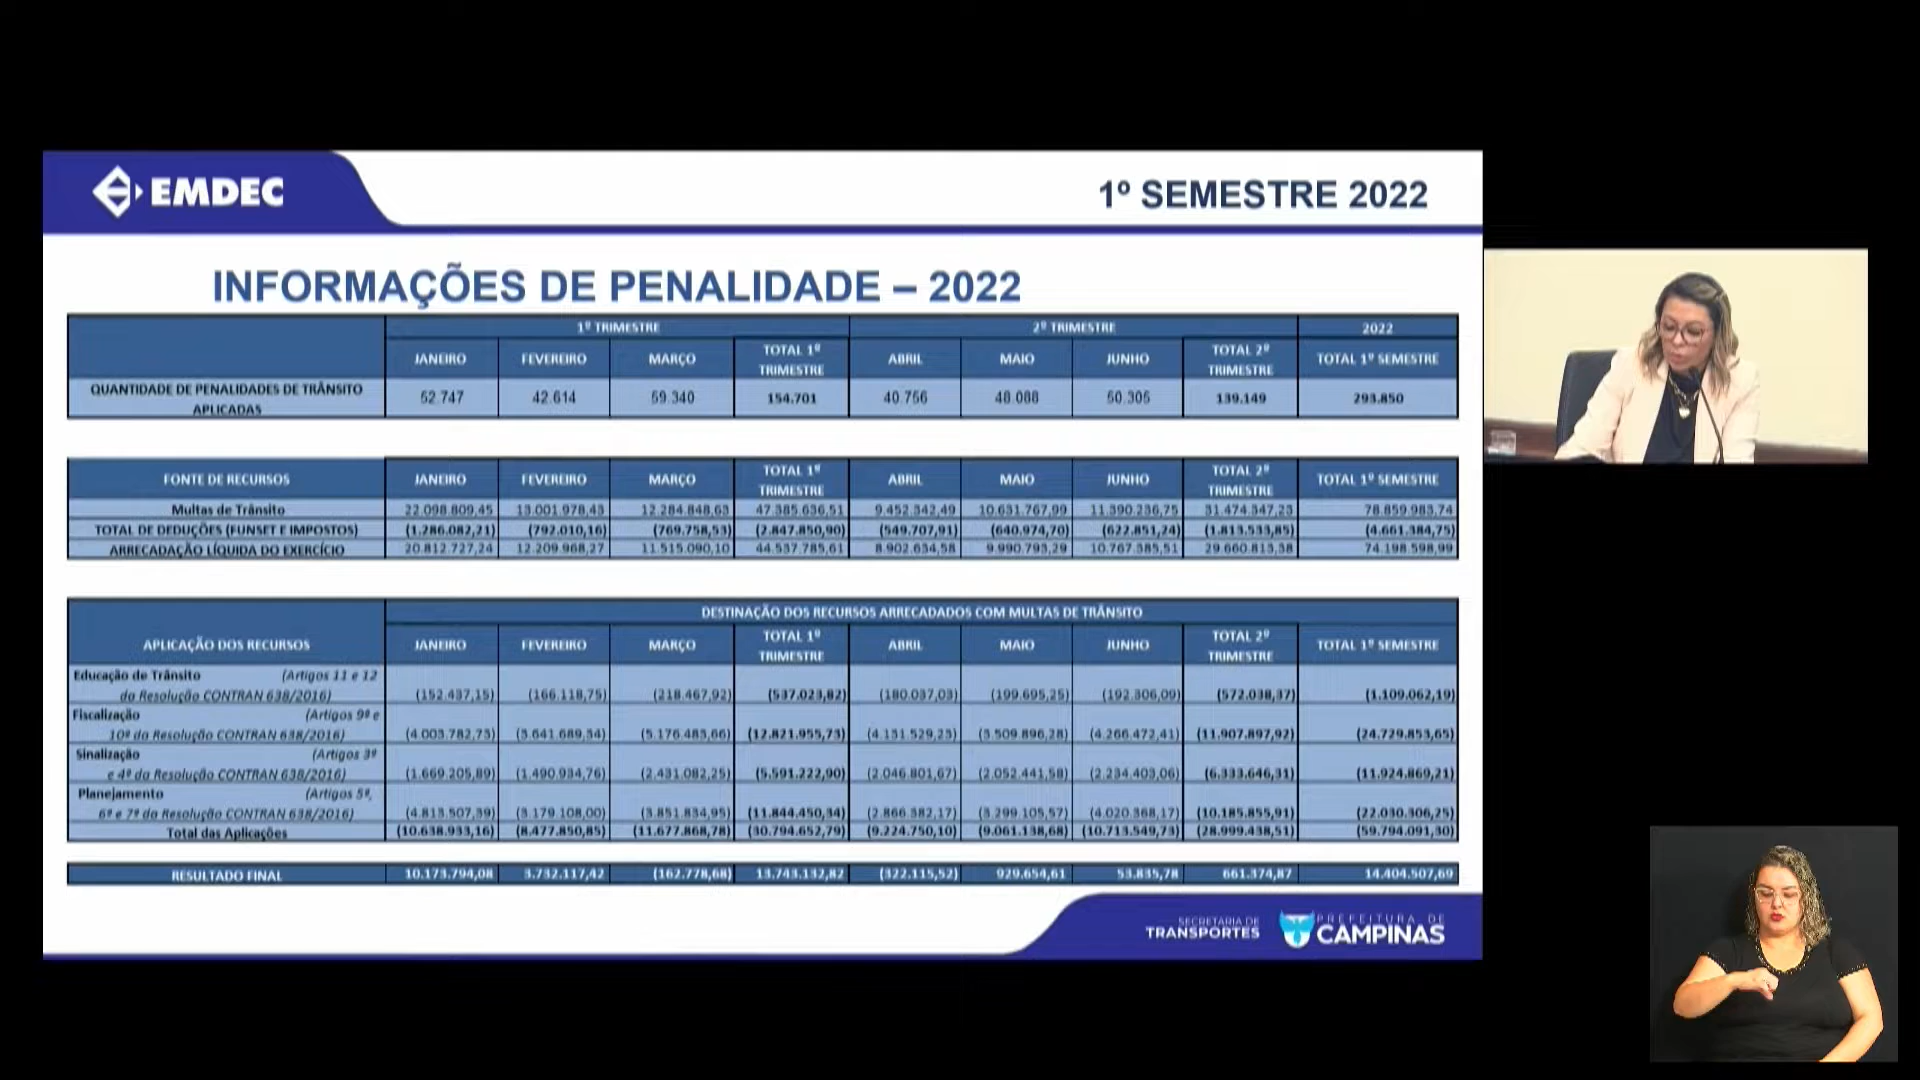 EMDEC
1º SEMESTRE 2022
INFORMAÇÕES DE PENALIDADE – 2022
1º TRIMESTRE 2º TRIMESTRE 2022
JANEIRO FEVEREIRO MARÇO TOTAL 1º TRIMESTRE ABRIL MAIO JUNHO TOTAL 2º TRIMESTRE TOTAL 1º SEMESTRE
QUANTIDADE DE PENALIDADES DE TRÂNSITO APLICADAS 52.747 42.614 59.340 154.701 40.756 48.088 50.305 139.149 293.850
FONTE DE RECURSOS JANEIRO FEVEREIRO MARÇO TOTAL 1º TRIMESTRE ABRIL MAIO JUNHO TOTAL 2º TRIMESTRE TOTAL 1º SEMESTRE
Multas de Trânsito 22.098.809,45 13.001.978,43 12.284.848,63 47.385.636,51 9.452.342,49 10.631.767,99 11.390.236,75 31.474.347,23 78.859.983,74
TOTAL DE DEDUÇÕES (FUNSET E IMPOSTOS) (1.286.082,21) (792.010,16) (769.758,53) (2.847.850,90) (549.707,91) (640.974,70) (622.851,24) (1.813.533,85) (4.661.384,75)
ARRECADAÇÃO LÍQUIDA DO EXERCÍCIO 20.812.727,24 12.209.968,27 11.515.090,10 44.537.785,61 8.902.634,58 9.990.793,29 10.767.385,51 29.660.813,38 74.198.598,99
DESTINAÇÃO DOS RECURSOS ARRECADADOS COM MULTAS DE TRÂNSITO
APLICAÇÃO DOS RECURSOS JANEIRO FEVEREIRO MARÇO TOTAL 1º TRIMESTRE ABRIL MAIO JUNHO TOTAL 2º TRIMESTRE TOTAL 1º SEMESTRE
Educação de Trânsito (Artigos 11 e 12
da Resolução CONTRAN 638/2016) (152.437,15) (166.118,75) (218.467,92) (537.023,82) (180.037,03) (199.695,25) (192.306,09) (572.038,37) (1.109.062,19)
Fiscalização (Artigos 9º e
10º da Resolução CONTRAN 638/2016) (4.003.782,73) (3.641.689,34) (5.176.483,66) (12.821.955,73) (4.131.529,23) (3.509.896,28) (4.266.472,41) (11.907.897,92) (24.729.853,65)
Sinalização (Artigos 3º
e 4º da Resolução CONTRAN 638/2016) (1.669.205,89) (1.490.934,76) (2.431.082,25) (5.591.222,90) (2.046.801,67) (2.052.441,58) (2.234.403,06) (6.333.646,31) (11.924.869,21)
Planejamento (Artigos 5º,
6º e 7º da Resolução CONTRAN 638/2016) (4.813.507,39) (3.179.108,00) (3.851.834,95) (11.844.450,34) (2.866.382,17) (3.299.105,57) (4.020.368,17) (10.185.855,91) (22.030.306,25)
Total das Aplicações (10.638.933,16) (8.477.850,85) (11.677.868,78) (30.794.652,79) (9.224.750,10) (9.061.138,68) (10.713.549,73) (28.999.438,51) (59.794.091,30)
RESULTADO FINAL 10.173.794,08 3.732.117,42 (162.778,68) 13.743.132,82 (322.115,52) 929.654,61 53.835,78 661.374,87 14.404.507,69
SECRETARIA DE TRANSPORTES
PREFEITURA DE CAMPINAS